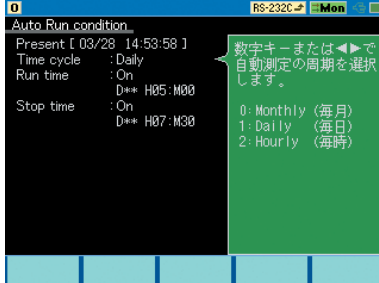 0
RS-232C
Mon
Auto Run condition
Present [ 03/28 14:53:58 ]
Time cycle :Daily
Run time :On
D** H05:M00
Stop time :On
D** H07:M30
数字キーまたは◀▶で
自動測定の周期を選択
します。
0:Monthly (毎月)
1:Daily (毎日)
2:Hourly (毎時)